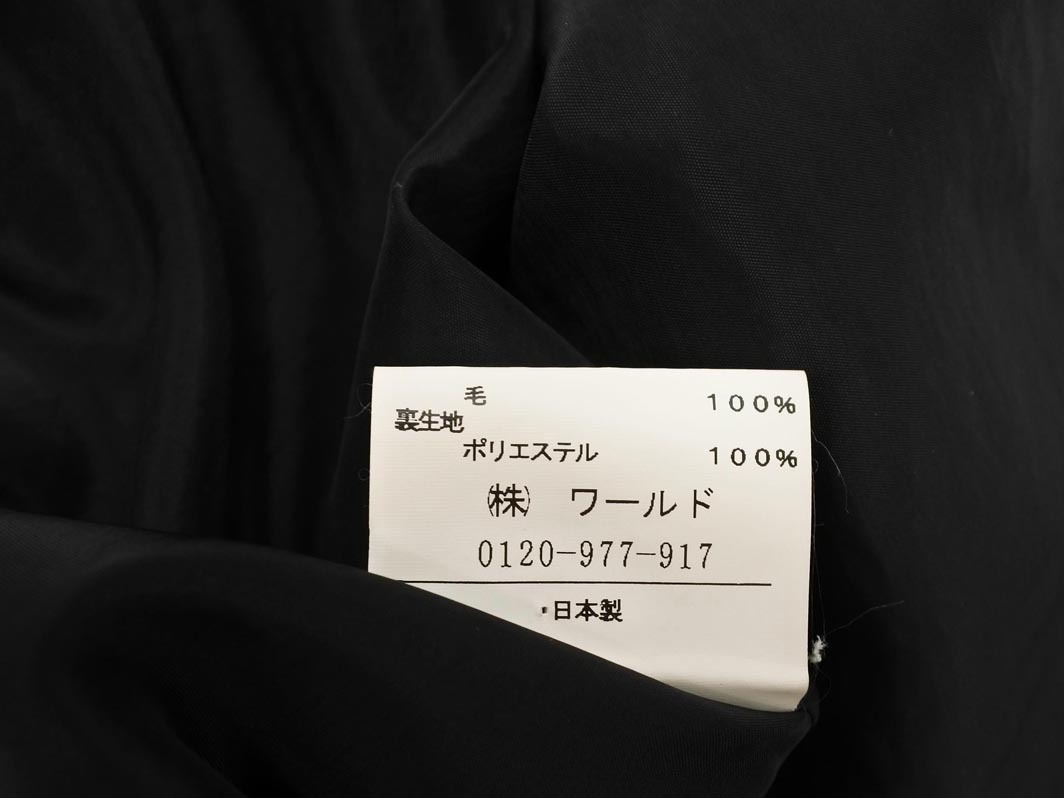 毛 100%
裏生地
ポリエステル 100%
㈱ ワールド
0120-977-917
日本製